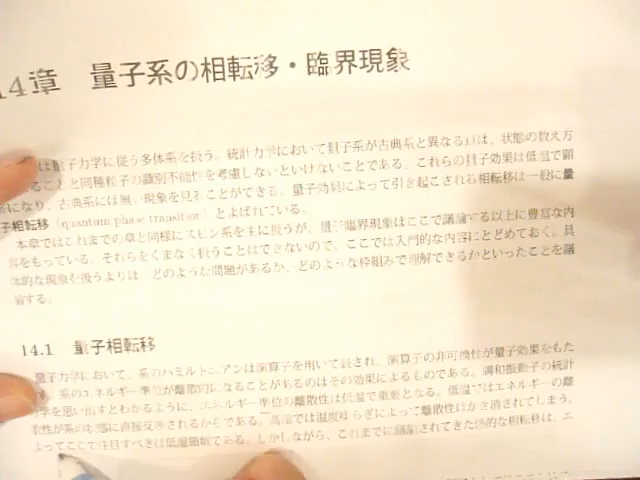 14章 量子系の相転移・臨界現象
は量子力学に従う多体系を扱う。統計力学において量子系が古典系と異なる点は、状態の数え方
ることと同種粒子の識別不能性を考慮しないといけないことである。これらの量子効果は低温で顕
著になり、古典系には無い現象を見ることができる。量子効果によって引き起こされる相転移は一般に量
子相転移（quantum phase transition）とよばれている。
本章ではこれまでの章と同様にスピン系を主に扱うが、量子臨界現象はここで議論する以上に豊富な内
容をもっている。それらをくまなく扱うことはできないので、ここでは入門的な内容にとどめておく。具
体的な現象を扱うよりは、どのような問題があるか、どのような枠組みで理解できるかといったことを議
論する。
14.1 量子相転移
量子力学において、系のハミルトニアンは演算子を用いて表され、演算子の非可換性が量子効果をもた
す。系のエネルギー準位が離散的になることがあるのはその効果によるものである。調和振動子の統計
力学を思い出すとわかるように、エネルギー準位の離散性は低温で重要となる。低温ではエネルギーの離
散性が系の に直接反映されるからである。高温では温度ゆらぎによって離散性はかき消されてしまう。
よってここで注目すべきは低温領域である。しかしながら、これまでに議論されてきた 的な相転移は、エ